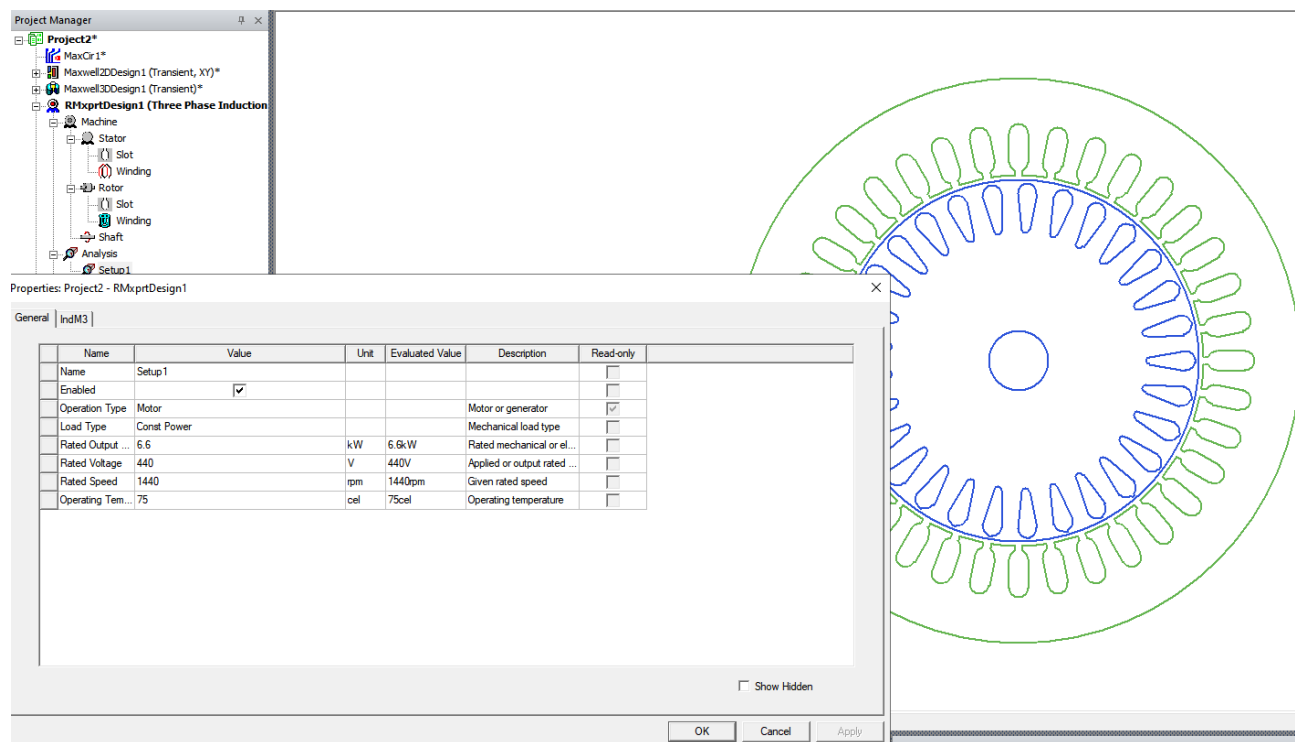 Project Manager
Project2*
MaxCir1*
Maxwell2DDesign1 (Transient, XY)*
Maxwell3DDesign1 (Transient)*
RMxprtDesign1 (Three Phase Induction
Machine
Stator
Slot
Winding
Rotor
Slot
Winding
Shaft
Analysis
Setup1
Properties: Project2 - RMxprtDesign1
General IndM3
Name Value Unit Evaluated Value Description Read-only
Name Setup1
Enabled
Operation Type Motor Motor or generator
Load Type Const Power Mechanical load type
Rated Output ... 6.6 kW 6.6kW Rated mechanical or el...
Rated Voltage 440 V 440V Applied or output rated ...
Rated Speed 1440 rpm 1440rpm Given rated speed
Operating Tem... 75 cel 75cel Operating temperature
Show Hidden
OK Cancel Apply